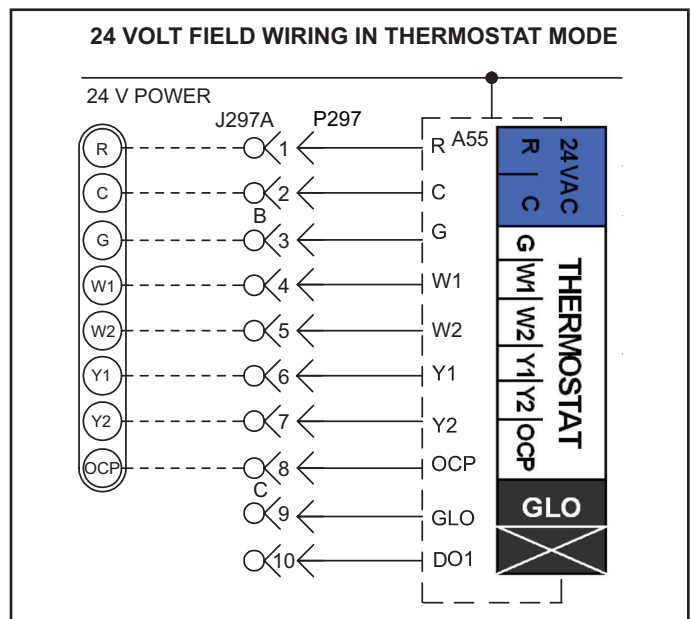 24 VOLT FIELD WIRING IN THERMOSTAT MODE
24 V POWER
J297A P297
R 1 R A55
C 2 C
B
G 3 G
W1 4 W1
W2 5 W2
Y1 6 Y1
Y2 7 Y2
OCP 8 OCP
C
9 GLO
10 DO1
24 VAC
R C
THERMOSTAT
G W1 W2 Y1 Y2 OCP
GLO